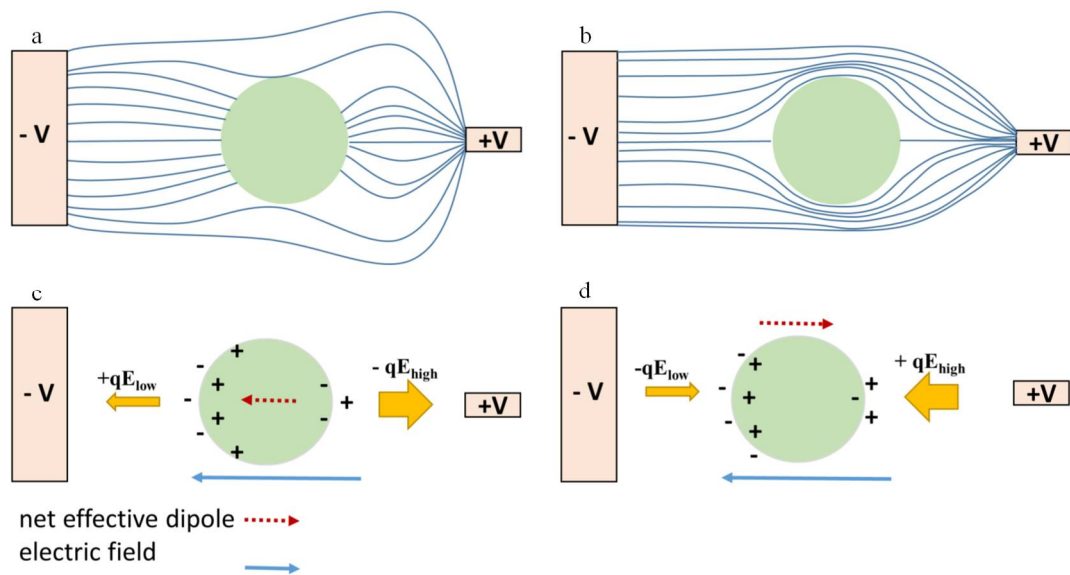 a
- V
+V
b
- V
+V
c
- V
+qE_low
- qE_high
+V
- - - - -
+ + + +
- -
+
d
- V
-qE_low
+ qE_high
+V
- - - - -
+ + +
-
+ +
net effective dipole
electric field